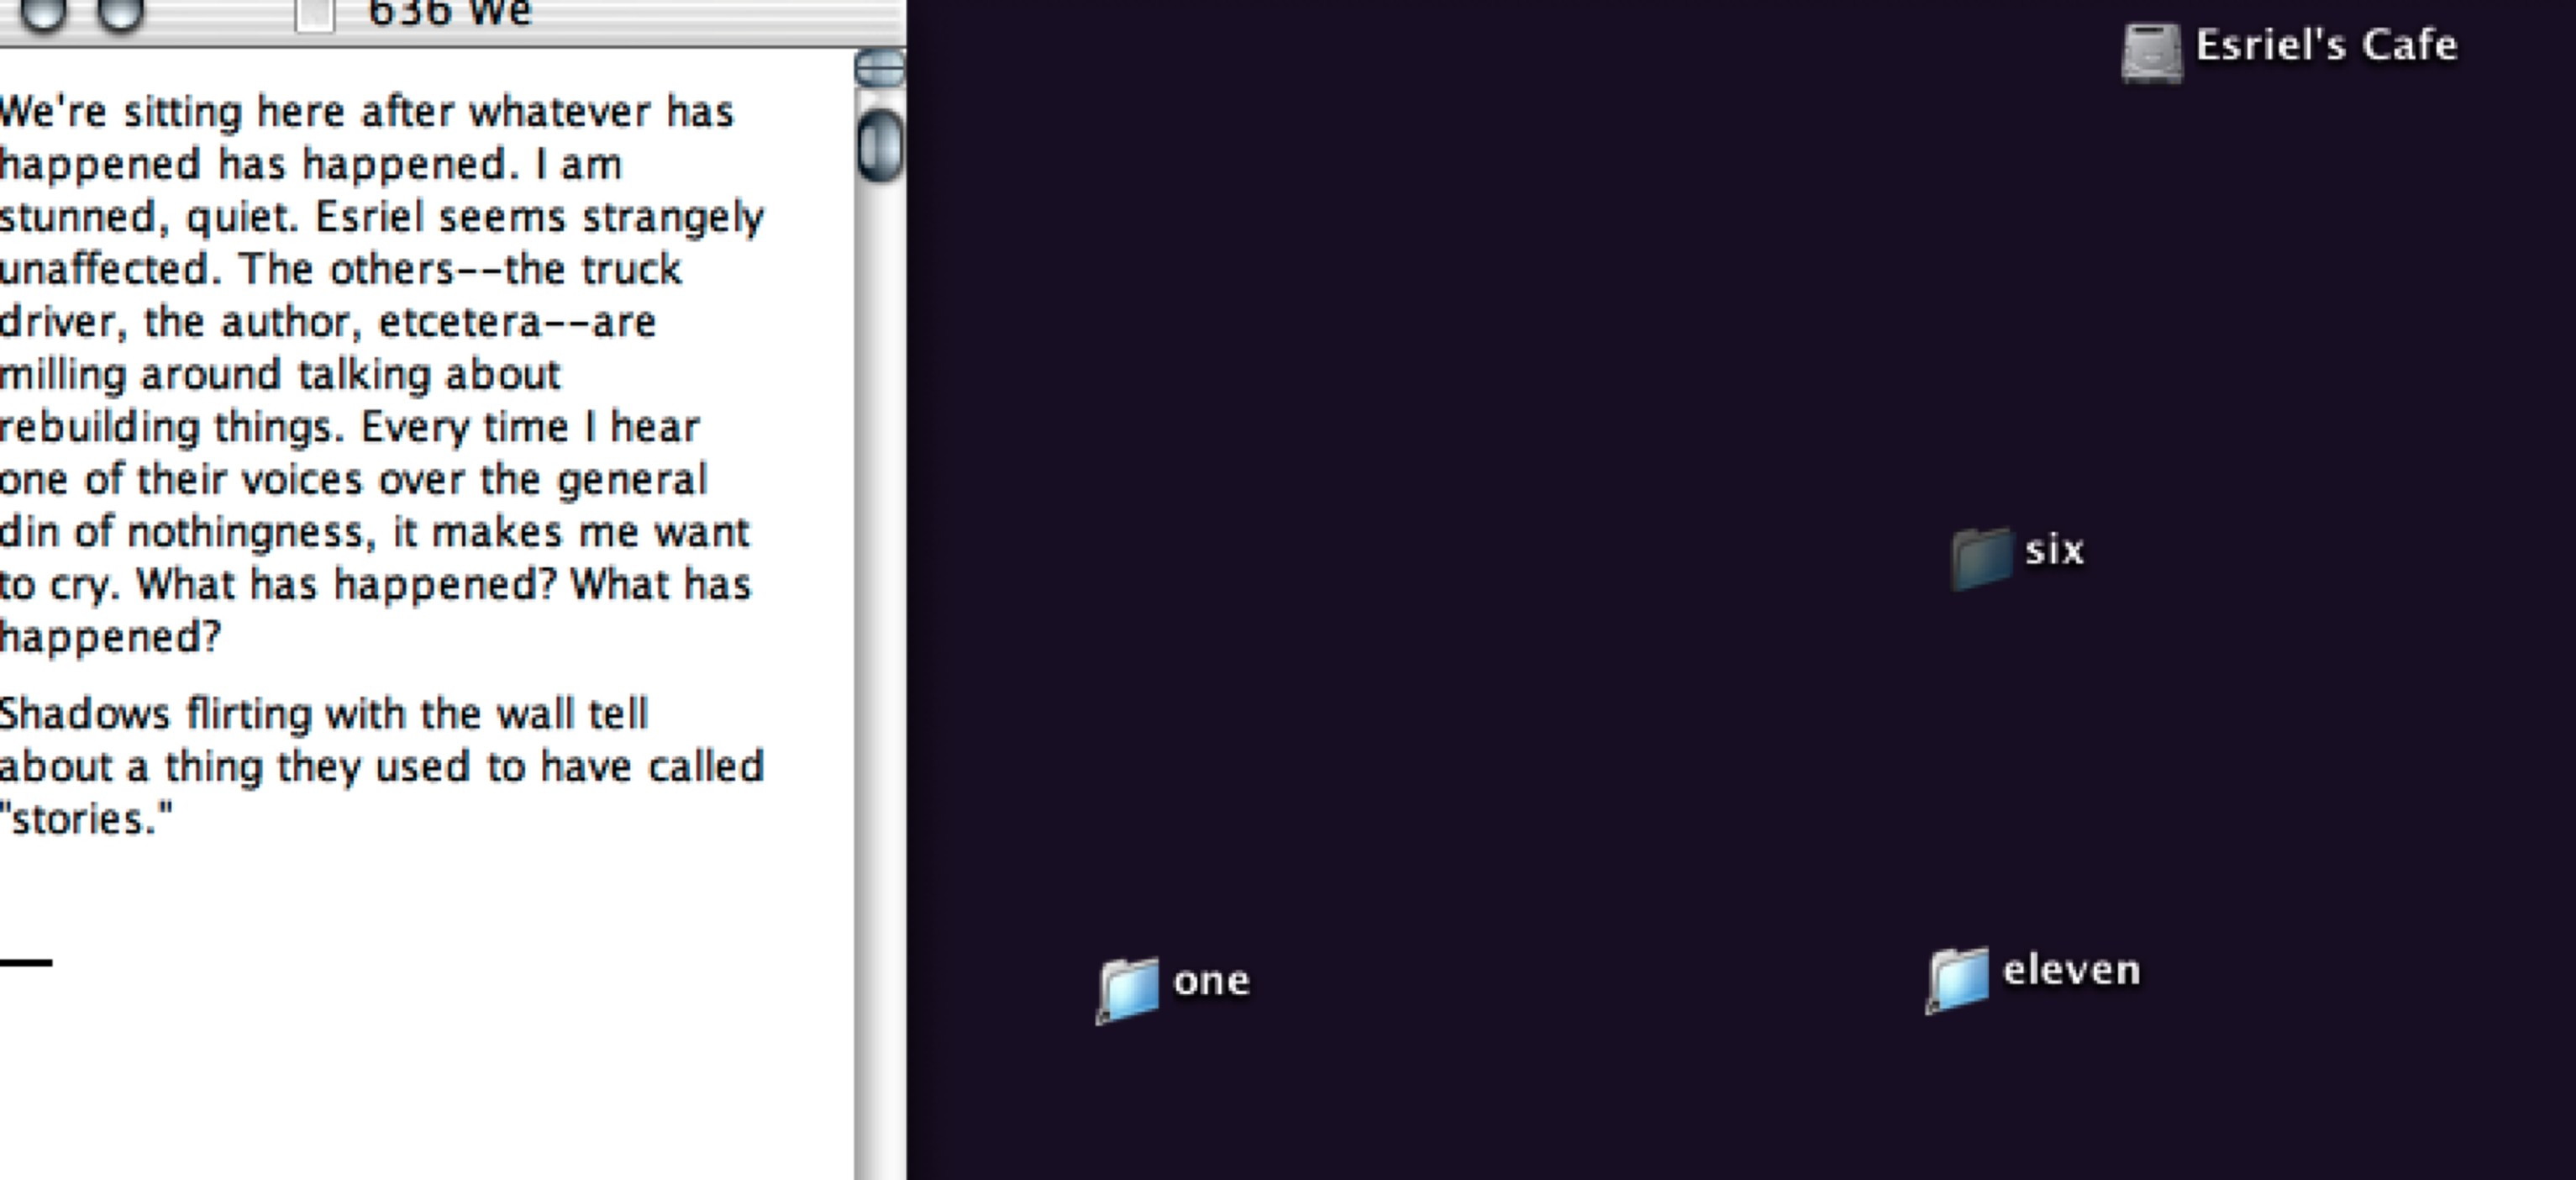 636 We
We're sitting here after whatever has
happened has happened. I am
stunned, quiet. Esriel seems strangely
unaffected. The others--the truck
driver, the author, etcetera--are
milling around talking about
rebuilding things. Every time I hear
one of their voices over the general
din of nothingness, it makes me want
to cry. What has happened? What has
happened?
Shadows flirting with the wall tell
about a thing they used to have called
"stories."
Esriel's Cafe
six
one
eleven